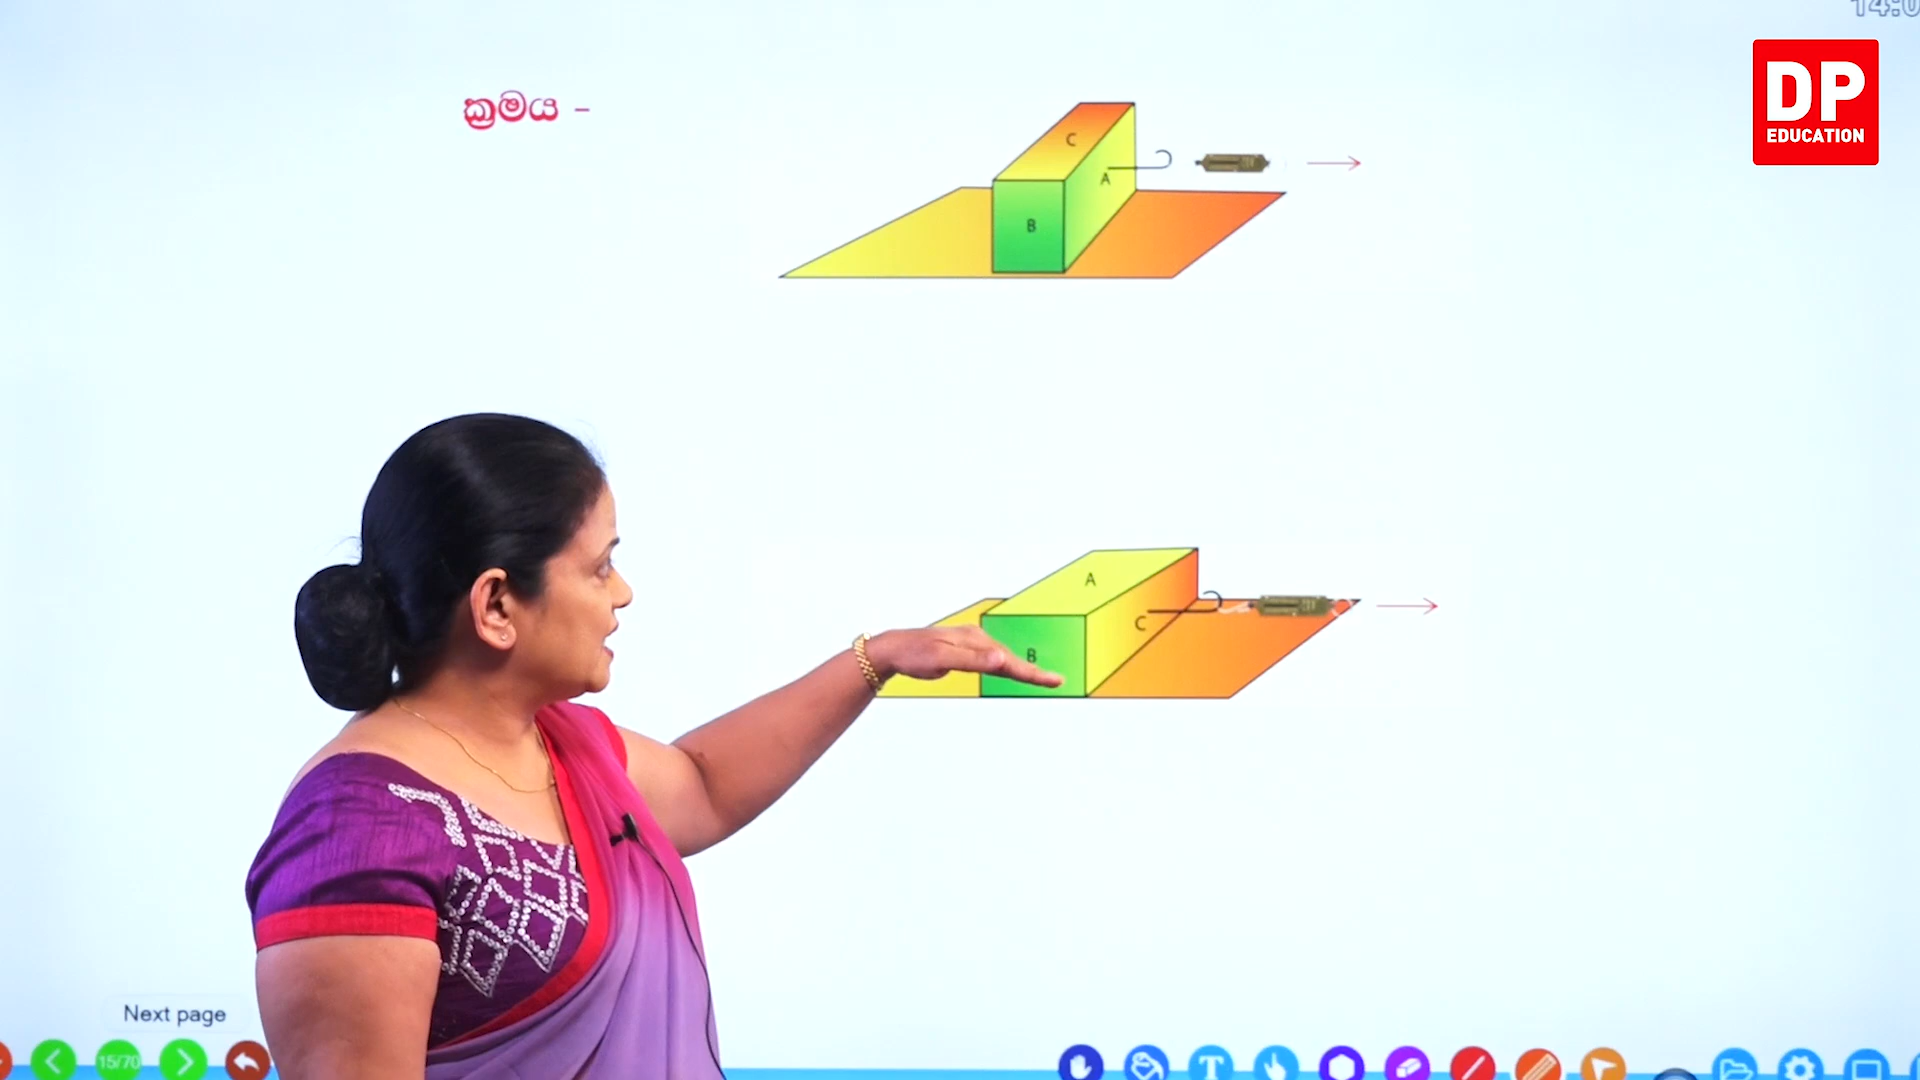 DP
EDUCATION
ක්‍රමය –
C
A
B
A
C
B
Next page
15/70
T